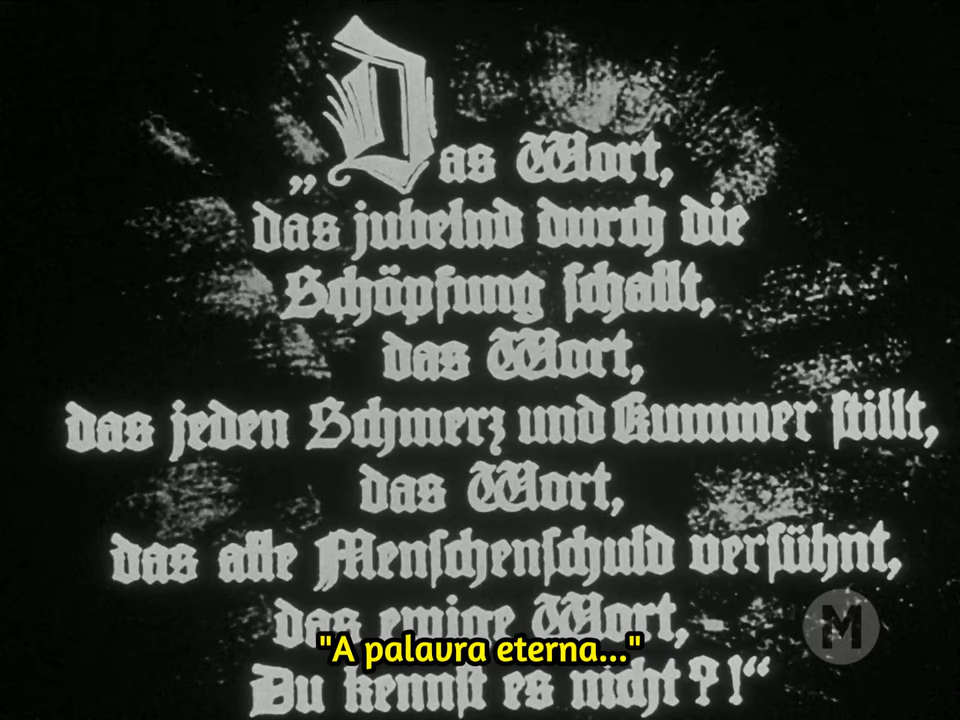 „Das Wort,
das jubelnd durch die
Schöpfung schallt,
das Wort,
das jeden Schmerz und Kummer stillt,
das Wort,
das alle Menschenschuld versühnt,
das ewige Wort, -
"A palavra eterna..."
Du kennst es nicht?!“
M